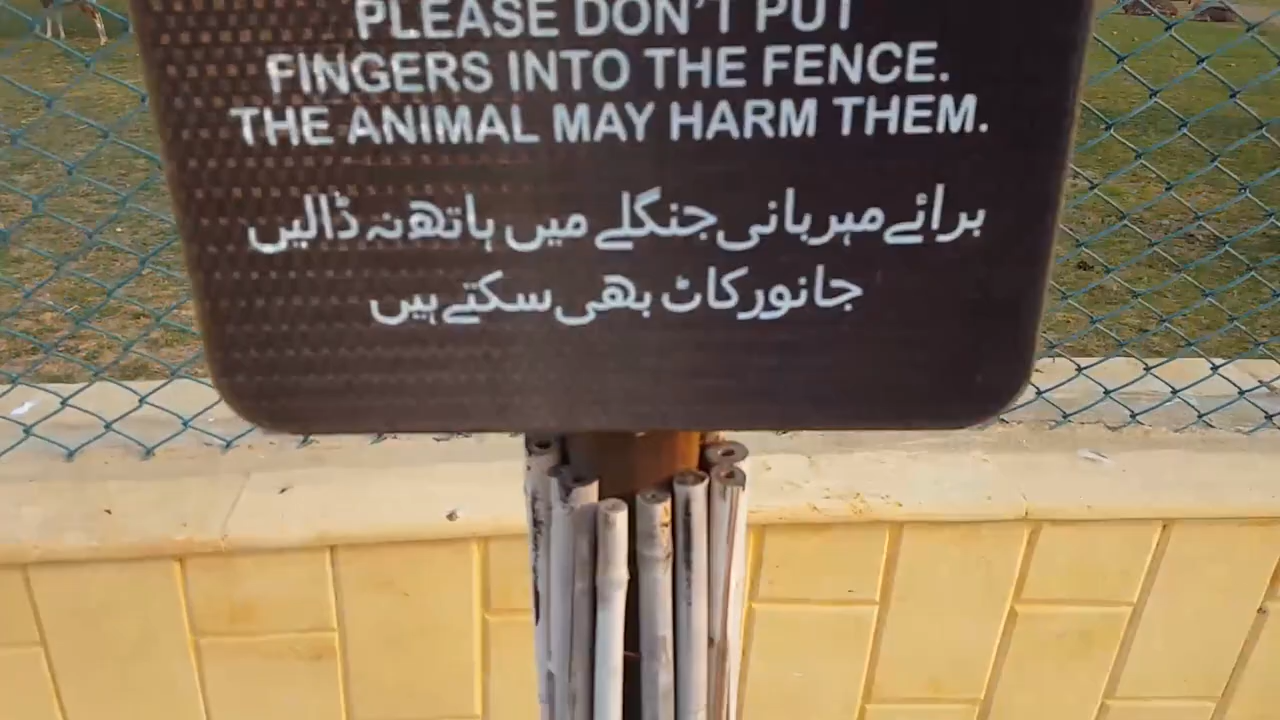 PLEASE DON'T PUT
FINGERS INTO THE FENCE.
THE ANIMAL MAY HARM THEM.
برائے مہربانی جنگلے میں ہاتھ نہ ڈالیں
جانور کاٹ بھی سکتے ہیں